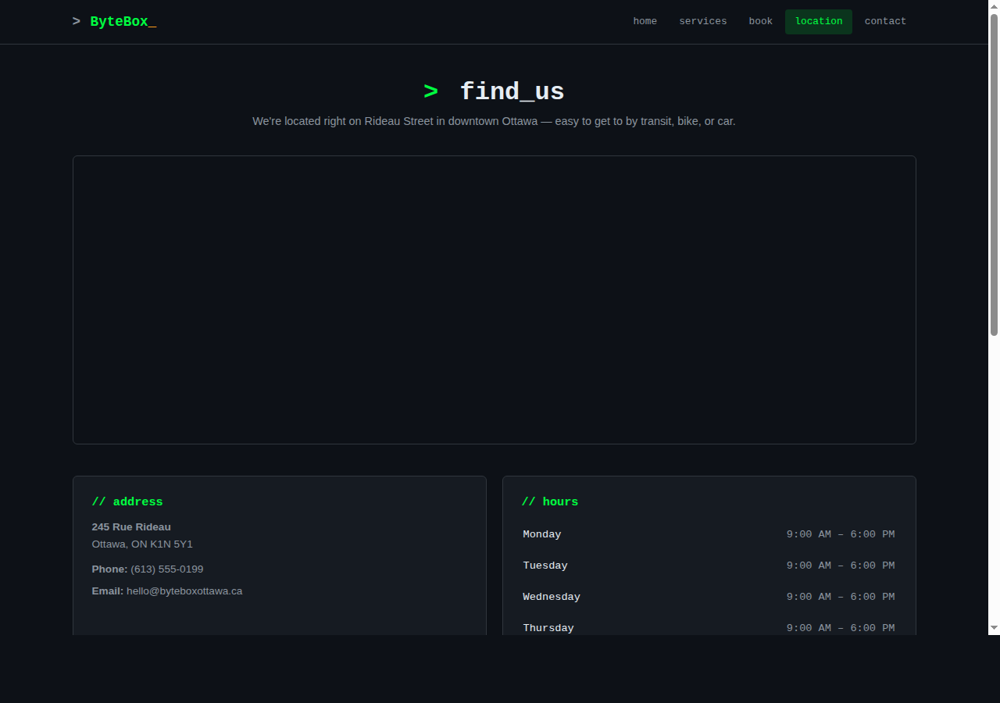 > ByteBox_
home services book location contact
> find_us
We're located right on Rideau Street in downtown Ottawa — easy to get to by transit, bike, or car.
// address
245 Rue Rideau
Ottawa, ON K1N 5Y1
Phone: (613) 555-0199
Email: hello@byteboxottawa.ca
// hours
Monday 9:00 AM – 6:00 PM
Tuesday 9:00 AM – 6:00 PM
Wednesday 9:00 AM – 6:00 PM
Thursday 9:00 AM – 6:00 PM